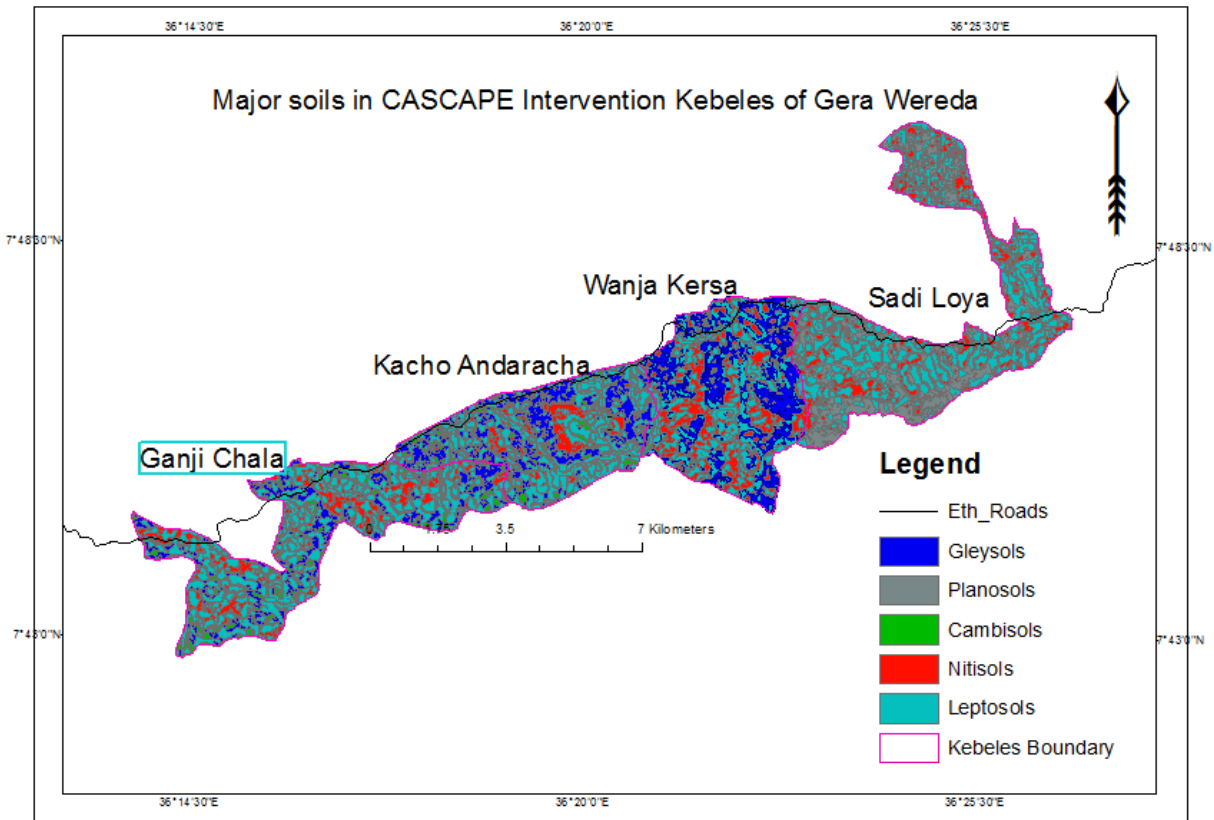 36°14'30"E 36°20'0"E 36°25'30"E
Major soils in CASCAPE Intervention Kebeles of Gera Wereda
7°48'30"N 7°48'30"N
Wanja Kersa
Sadi Loya
Kacho Andaracha
Ganji Chala
Legend
Eth_Roads
0 1.75 3.5 7 Kilometers
Gleysols
Planosols
Cambisols
7°43'0"N 7°43'0"N
Nitisols
Leptosols
Kebeles Boundary
36°14'30"E 36°20'0"E 36°25'30"E